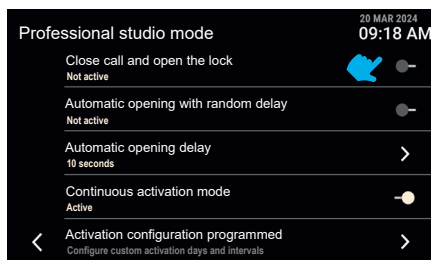 20 MAR 2024
Professional studio mode
09:18 AM
Close call and open the lock
Not active
Automatic opening with random delay
Not active
Automatic opening delay
10 seconds
Continuous activation mode
Active
Activation configuration programmed
Configure custom activation days and intervals